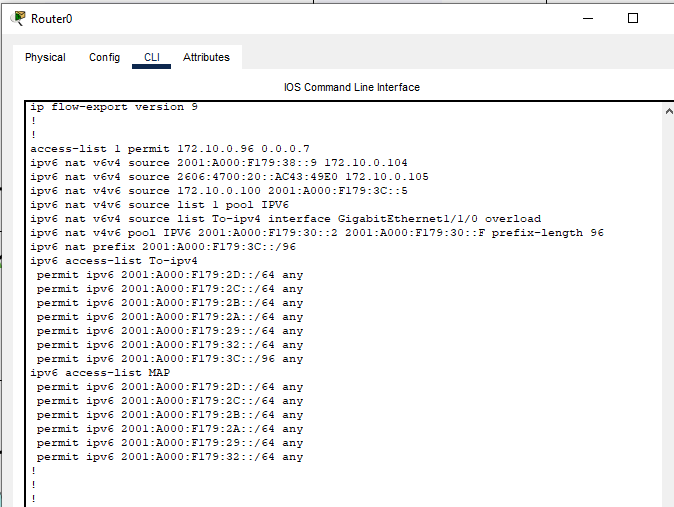 Router0
Physical Config CLI Attributes
IOS Command Line Interface
ip flow-export version 9
!
!
access-list 1 permit 172.10.0.96 0.0.0.7
ipv6 nat v6v4 source 2001:A000:F179:38::9 172.10.0.104
ipv6 nat v6v4 source 2606:4700:20::AC43:49E0 172.10.0.105
ipv6 nat v4v6 source 172.10.0.100 2001:A000:F179:3C::5
ipv6 nat v4v6 source list 1 pool IPV6
ipv6 nat v6v4 source list To-ipv4 interface GigabitEthernet1/1/0 overload
ipv6 nat v4v6 pool IPV6 2001:A000:F179:30::2 2001:A000:F179:30::F prefix-length 96
ipv6 nat prefix 2001:A000:F179:3C::/96
ipv6 access-list To-ipv4
 permit ipv6 2001:A000:F179:2D::/64 any
 permit ipv6 2001:A000:F179:2C::/64 any
 permit ipv6 2001:A000:F179:2B::/64 any
 permit ipv6 2001:A000:F179:2A::/64 any
 permit ipv6 2001:A000:F179:29::/64 any
 permit ipv6 2001:A000:F179:32::/64 any
 permit ipv6 2001:A000:F179:3C::/96 any
ipv6 access-list MAP
 permit ipv6 2001:A000:F179:2D::/64 any
 permit ipv6 2001:A000:F179:2C::/64 any
 permit ipv6 2001:A000:F179:2B::/64 any
 permit ipv6 2001:A000:F179:2A::/64 any
 permit ipv6 2001:A000:F179:29::/64 any
 permit ipv6 2001:A000:F179:32::/64 any
!
!
!